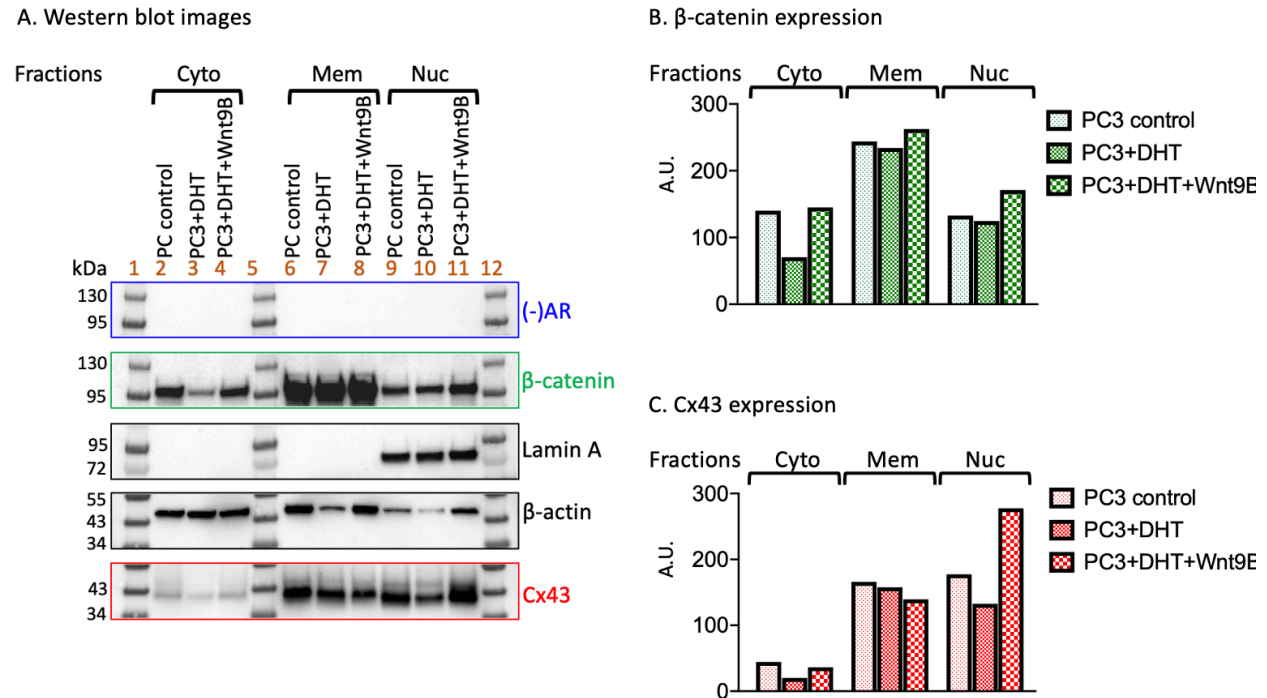 A. Western blot images
Fractions Cyto Mem Nuc
PC control
PC3+DHT
PC3+DHT+Wnt9B
PC control
PC3+DHT
PC3+DHT+Wnt9B
PC control
PC3+DHT
PC3+DHT+Wnt9B
kDa 1 2 3 4 5 6 7 8 9 10 11 12
130
95
(-)AR
130
95
β-catenin
95
72
Lamin A
55
43
34
β-actin
43
34
Cx43
B. β-catenin expression
Fractions Cyto Mem Nuc
300
200
100
0
A.U.
PC3 control
PC3+DHT
PC3+DHT+Wnt9B
C. Cx43 expression
Fractions Cyto Mem Nuc
300
200
100
0
A.U.
PC3 control
PC3+DHT
PC3+DHT+Wnt9B